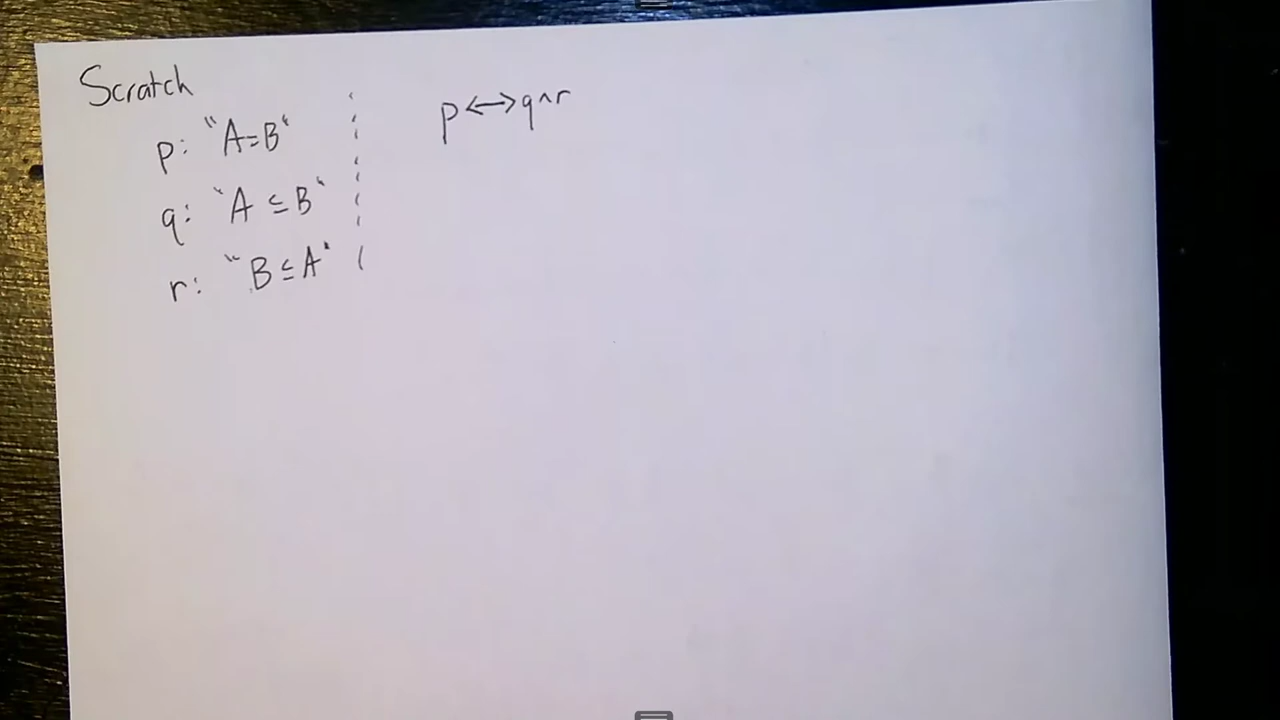 Scratch
p: "A=B"
q: "A ⊆ B"
r: "B ⊆ A"
p ⟷ q ^ r